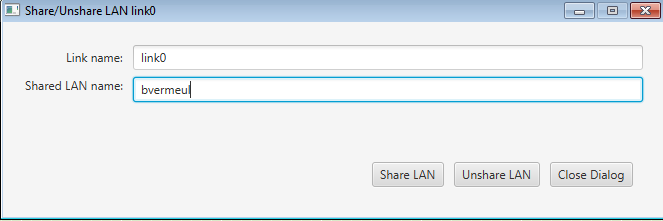 Share/Unshare LAN link0
Link name: link0
Shared LAN name: bvermeul
Share LAN Unshare LAN Close Dialog